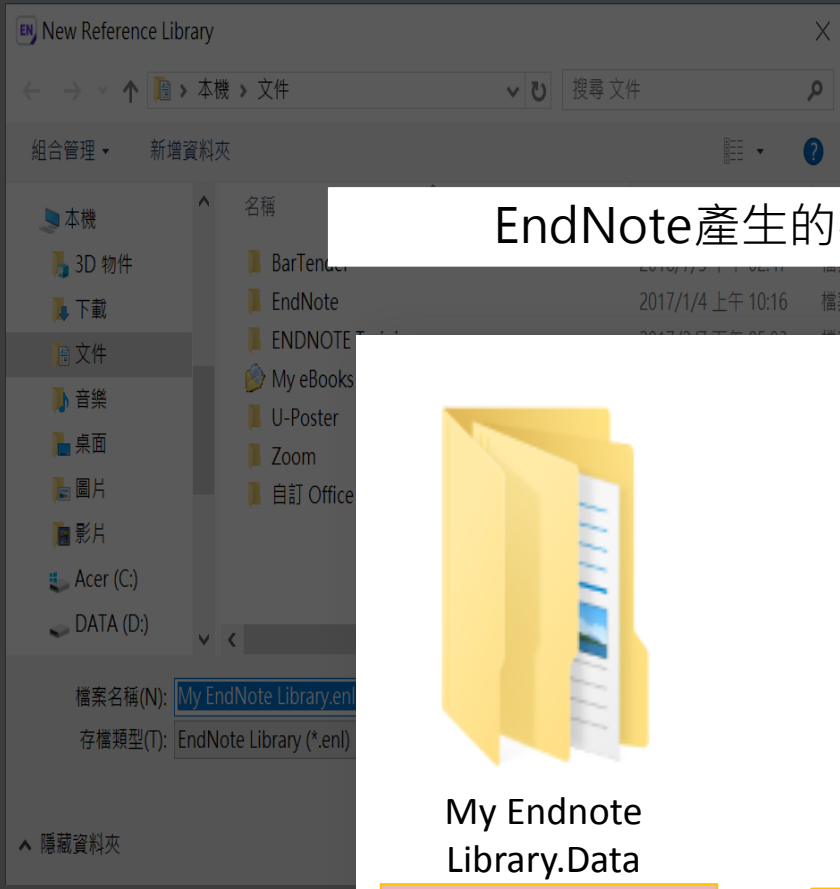 EN New Reference Library
本機 › 文件
搜尋 文件
組合管理 新增資料夾
名稱
EndNote產生的
本機
3D 物件
下載
文件
音樂
桌面
圖片
影片
Acer (C:)
DATA (D:)
BarTender
EndNote 2017/1/4 上午 10:16
ENDNOTE
My eBooks
U-Poster
Zoom
自訂 Office
檔案名稱(N): My EndNote Library.enl
存檔類型(T): EndNote Library (*.enl)
隱藏資料夾
My Endnote
Library.Data